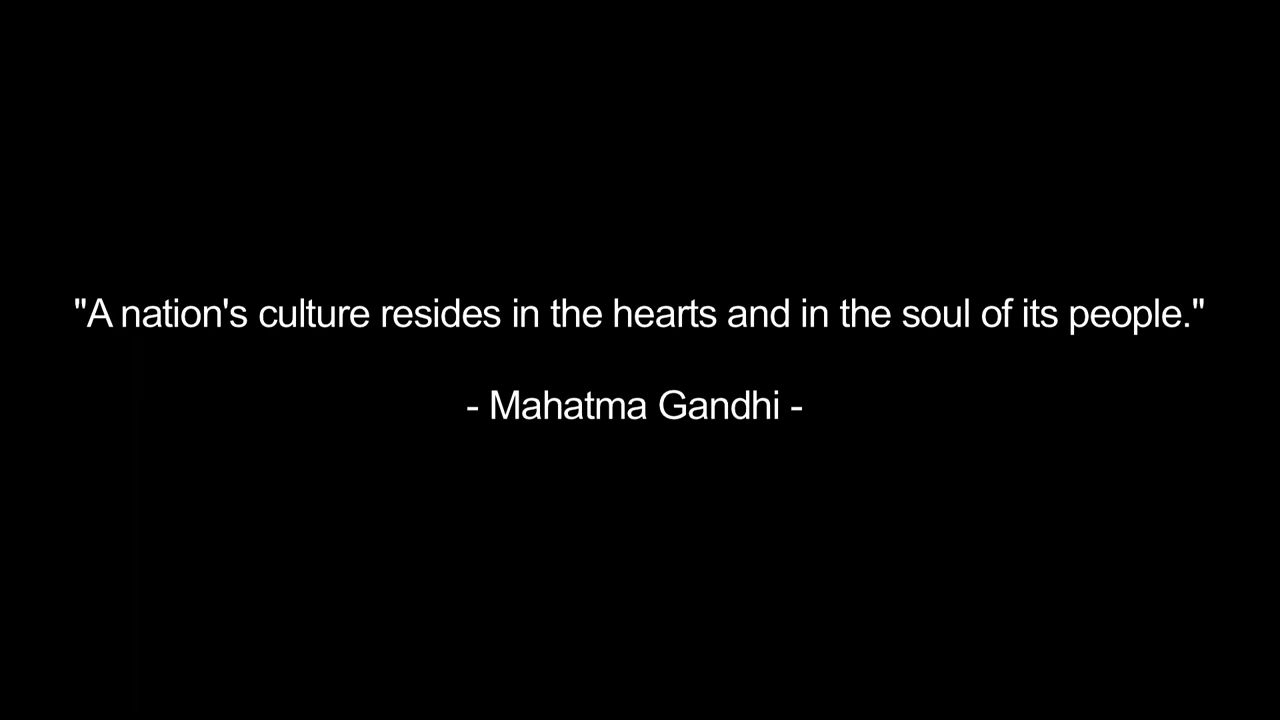 "A nation's culture resides in the hearts and in the soul of its people."
- Mahatma Gandhi -